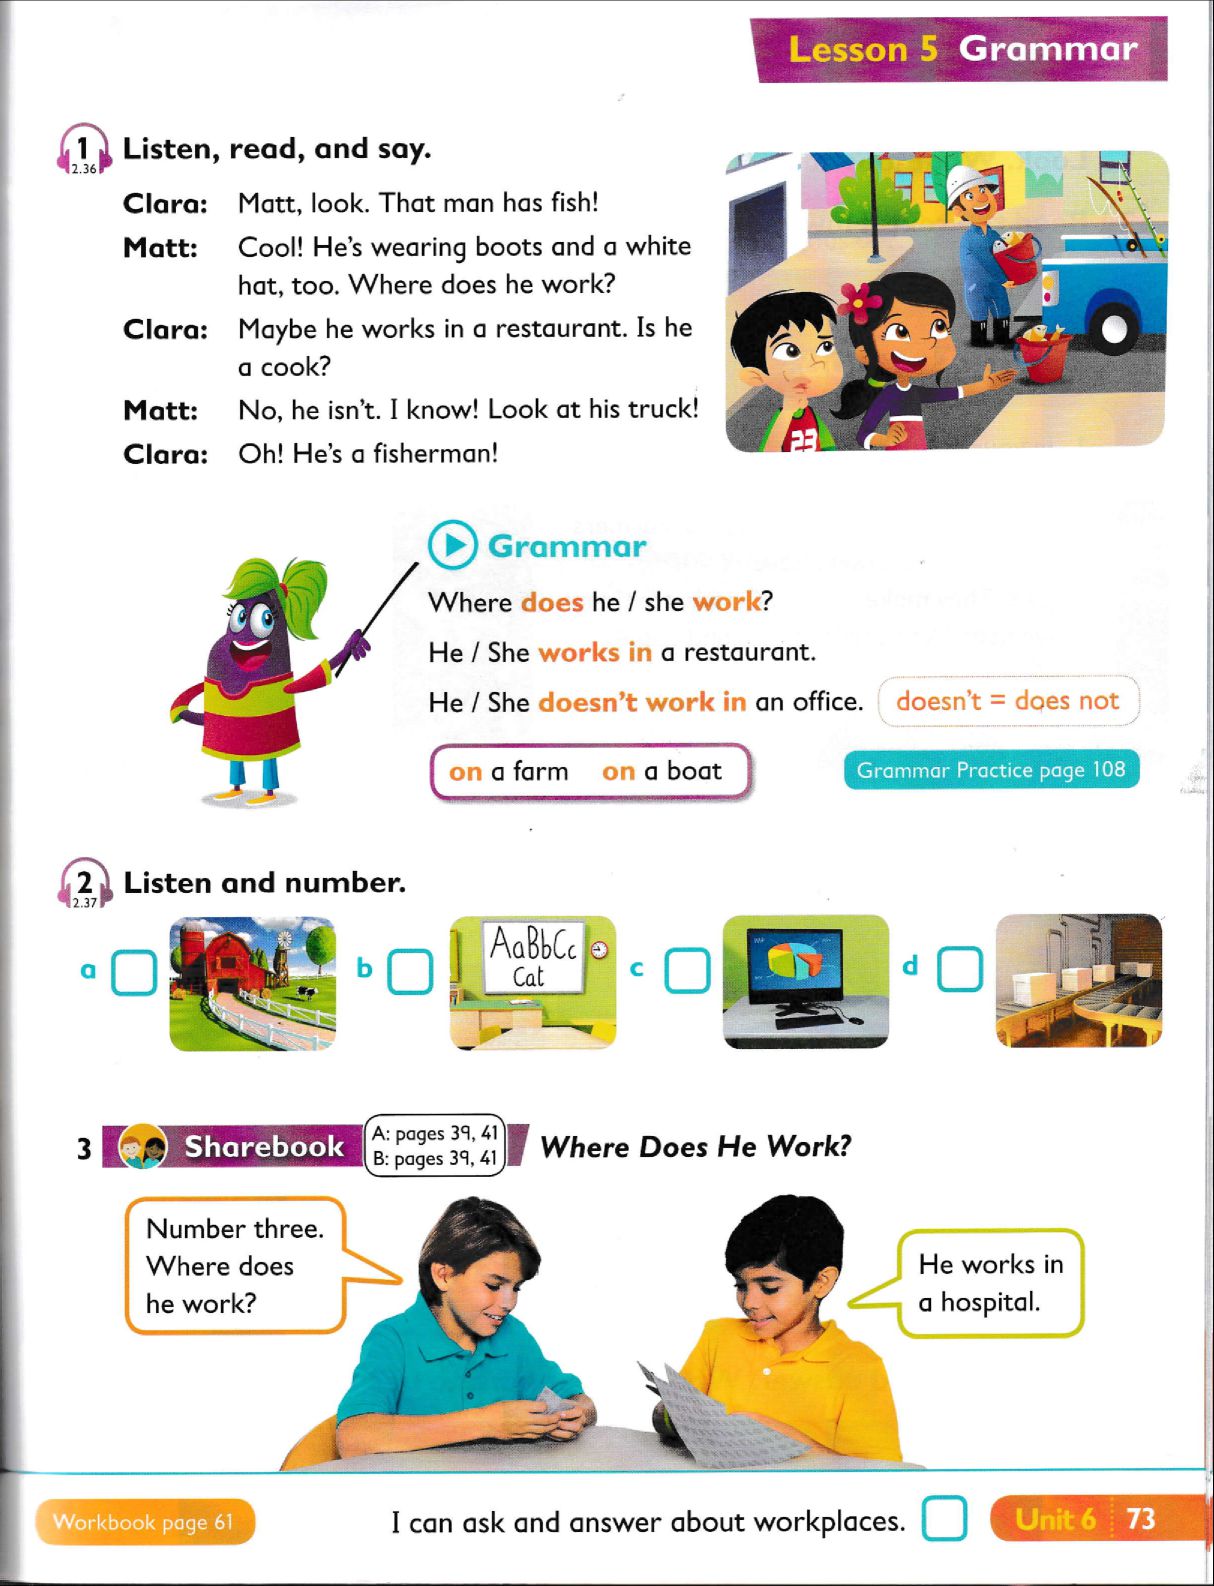 Lesson 5 Grammar
1 Listen, read, and say.
2.36
Clara: Matt, look. That man has fish!
Matt: Cool! He's wearing boots and a white
hat, too. Where does he work?
Clara: Maybe he works in a restaurant. Is he
a cook?
Matt: No, he isn't. I know! Look at his truck!
Clara: Oh! He's a fisherman!
23
Grammar
Where does he / she work?
He / She works in a restaurant.
He / She doesn't work in an office.
doesn't = does not
on a farm on a boat
Grammar Practice page 108
2 Listen and number.
2.37
a
b
AaBbCc
Cat
c
d
3 Sharebook
A: pages 39, 41
B: pages 39, 41
Where Does He Work?
Number three.
Where does
he work?
He works in
a hospital.
Workbook page 61
I can ask and answer about workplaces.
Unit 6 73